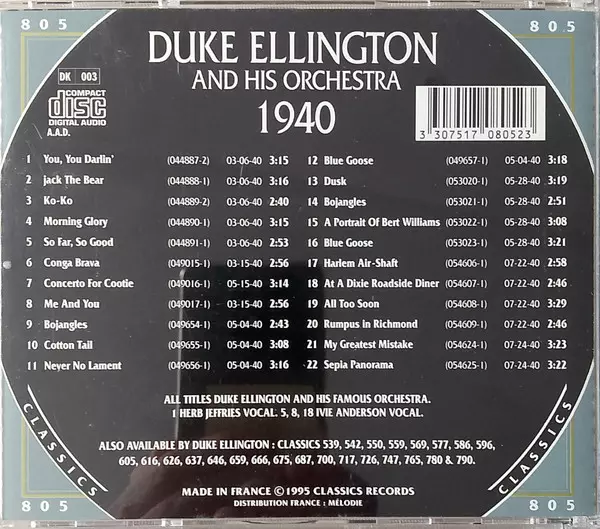 805
805
DUKE ELLINGTON
AND HIS ORCHESTRA
1940
DK 003
COMPACT
disc
DIGITAL AUDIO
A.A.D.
3 307517 080523
1 You, You Darlin' (044887-2) 03-06-40 3:15
2 jack The Bear (044888-1) 03-06-40 3:16
3 Ko-Ko (044889-2) 03-06-40 2:40
4 Morning Glory (044890-1) 03-06-40 3:15
5 So Far, So Good (044891-1) 03-06-40 2:53
6 Conga Brava (049015-1) 03-15-40 2:56
7 Concerto For Cootie (049016-1) 05-15-40 3:14
8 Me And You (049017-1) 03-15-40 2:56
9 Bojangles (049654-1) 05-04-40 2:43
10 Cotton Tail (049655-1) 05-04-40 3:08
11 Never No Lament (049656-1) 05-04-40 3:16
12 Blue Goose (049657-1) 05-04-40 3:18
13 Dusk (053020-1) 05-28-40 3:19
14 Bojangles (053021-1) 05-28-40 2:51
15 A Portrait Of Bert Williams (053022-1) 05-28-40 3:08
16 Blue Goose (053023-1) 05-28-40 3:21
17 Harlem Air-Shaft (054606-1) 07-22-40 2:58
18 At A Dixie Roadside Diner (054607-1) 07-22-40 2:46
19 All Too Soon (054608-1) 07-22-40 3:29
20 Rumpus in Richmond (054609-1) 07-22-40 2:46
21 My Greatest Mistake (054624-1) 07-24-40 3:23
22 Sepia Panorama (054625-1) 07-24-40 3:22
ALL TITLES DUKE ELLINGTON AND HIS FAMOUS ORCHESTRA.
1 HERB JEFFRIES VOCAL. 5, 8, 18 IVIE ANDERSON VOCAL.
ALSO AVAILABLE BY DUKE ELLINGTON : CLASSICS 539, 542, 550, 559, 569, 577, 586, 596,
605, 616, 626, 637, 646, 659, 666, 675, 687, 700, 717, 726, 747, 765, 780 & 790.
MADE IN FRANCE ©1995 CLASSICS RECORDS
DISTRIBUTION FRANCE : MÉLODIE
CLASSICS
CLASSICS
805
805